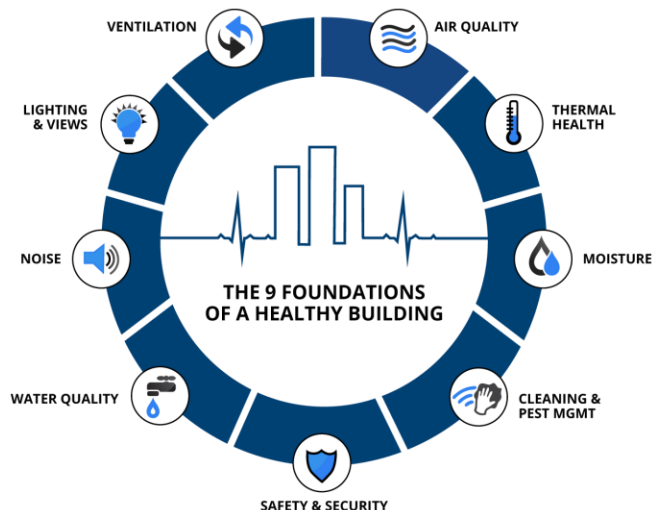 VENTILATION
AIR QUALITY
LIGHTING
& VIEWS
THERMAL
HEALTH
NOISE
MOISTURE
THE 9 FOUNDATIONS
OF A HEALTHY BUILDING
WATER QUALITY
CLEANING &
PEST MGMT
SAFETY & SECURITY